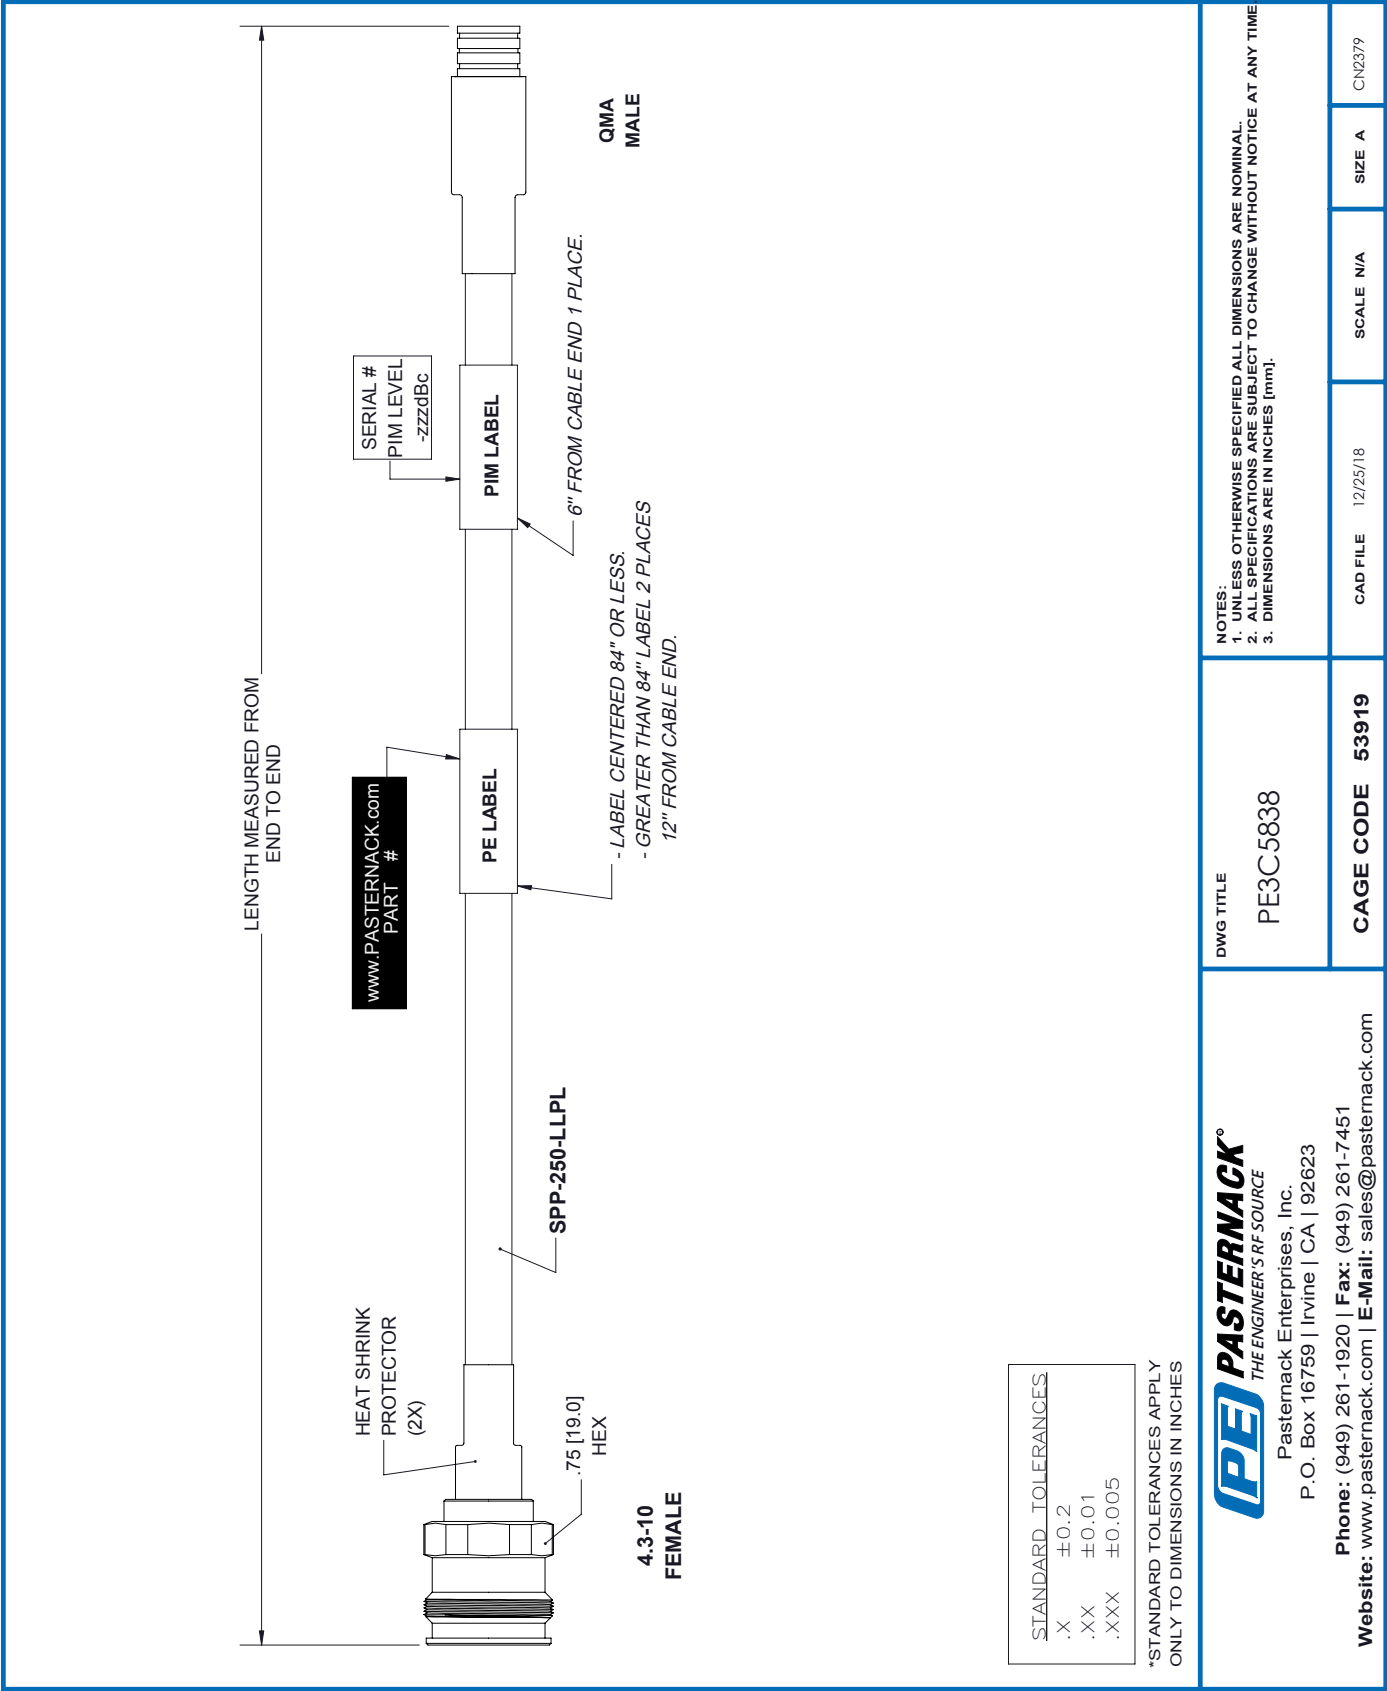 LENGTH MEASURED FROM
END TO END
HEAT SHRINK
PROTECTOR
(2X)
www.PASTERNACK.com
PART #
SERIAL #
PIM LEVEL
-zzzdBc
PE LABEL
PIM LABEL
.75 [19.0]
HEX
SPP-250-LLPL
- LABEL CENTERED 84" OR LESS.
- GREATER THAN 84" LABEL 2 PLACES
12" FROM CABLE END.
6" FROM CABLE END 1 PLACE.
4.3-10
FEMALE
QMA
MALE
STANDARD TOLERANCES
.X ±0.2
.XX ±0.01
.XXX ±0.005
*STANDARD TOLERANCES APPLY
ONLY TO DIMENSIONS IN INCHES
PE PASTERNACK®
THE ENGINEER'S RF SOURCE
Pasternack Enterprises, Inc.
P.O. Box 16759 | Irvine | CA | 92623
Phone: (949) 261-1920 | Fax: (949) 261-7451
Website: www.pasternack.com | E-Mail: sales@pasternack.com
DWG TITLE
PE3C5838
CAGE CODE 53919
NOTES:
1. UNLESS OTHERWISE SPECIFIED ALL DIMENSIONS ARE NOMINAL.
2. ALL SPECIFICATIONS ARE SUBJECT TO CHANGE WITHOUT NOTICE AT ANY TIME.
3. DIMENSIONS ARE IN INCHES [mm].
CAD FILE 12/25/18
SCALE N/A
SIZE A
CN2379